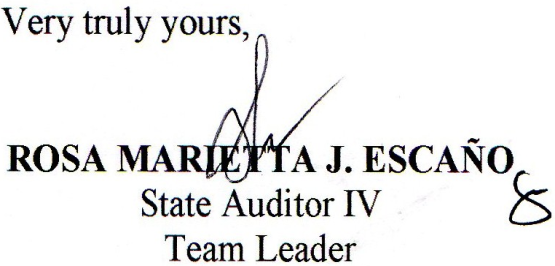 Very truly yours,
ROSA MARIETTA J. ESCAÑO
State Auditor IV
Team Leader